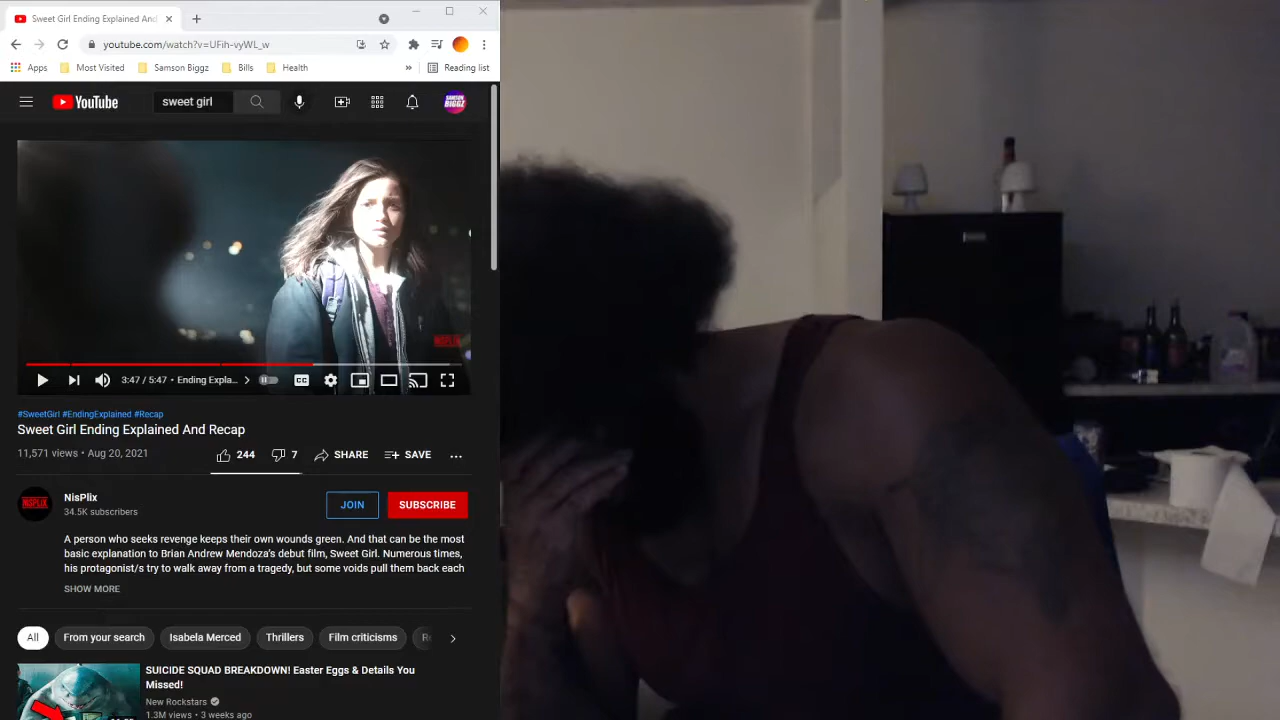 Sweet Girl Ending Explained And
youtube.com/watch?v=UFih-vyWL_w
Apps Most Visited Samson Biggz Bills Health » Reading list
YouTube sweet girl
SAMSON BIGGZ
NISPLIX
3:47 / 5:47 • Ending Expla... CC
#SweetGirl #EndingExplained #Recap
Sweet Girl Ending Explained And Recap
11,571 views • Aug 20, 2021 244 7 SHARE SAVE
NISPLIX
NisPlix
34.5K subscribers
JOIN SUBSCRIBE
A person who seeks revenge keeps their own wounds green. And that can be the most
basic explanation to Brian Andrew Mendoza's debut film, Sweet Girl. Numerous times,
his protagonist/s try to walk away from a tragedy, but some voids pull them back each
SHOW MORE
All From your search Isabela Merced Thrillers Film criticisms
SUICIDE SQUAD BREAKDOWN! Easter Eggs & Details You
Missed!
New Rockstars
1.3M views • 3 weeks ago